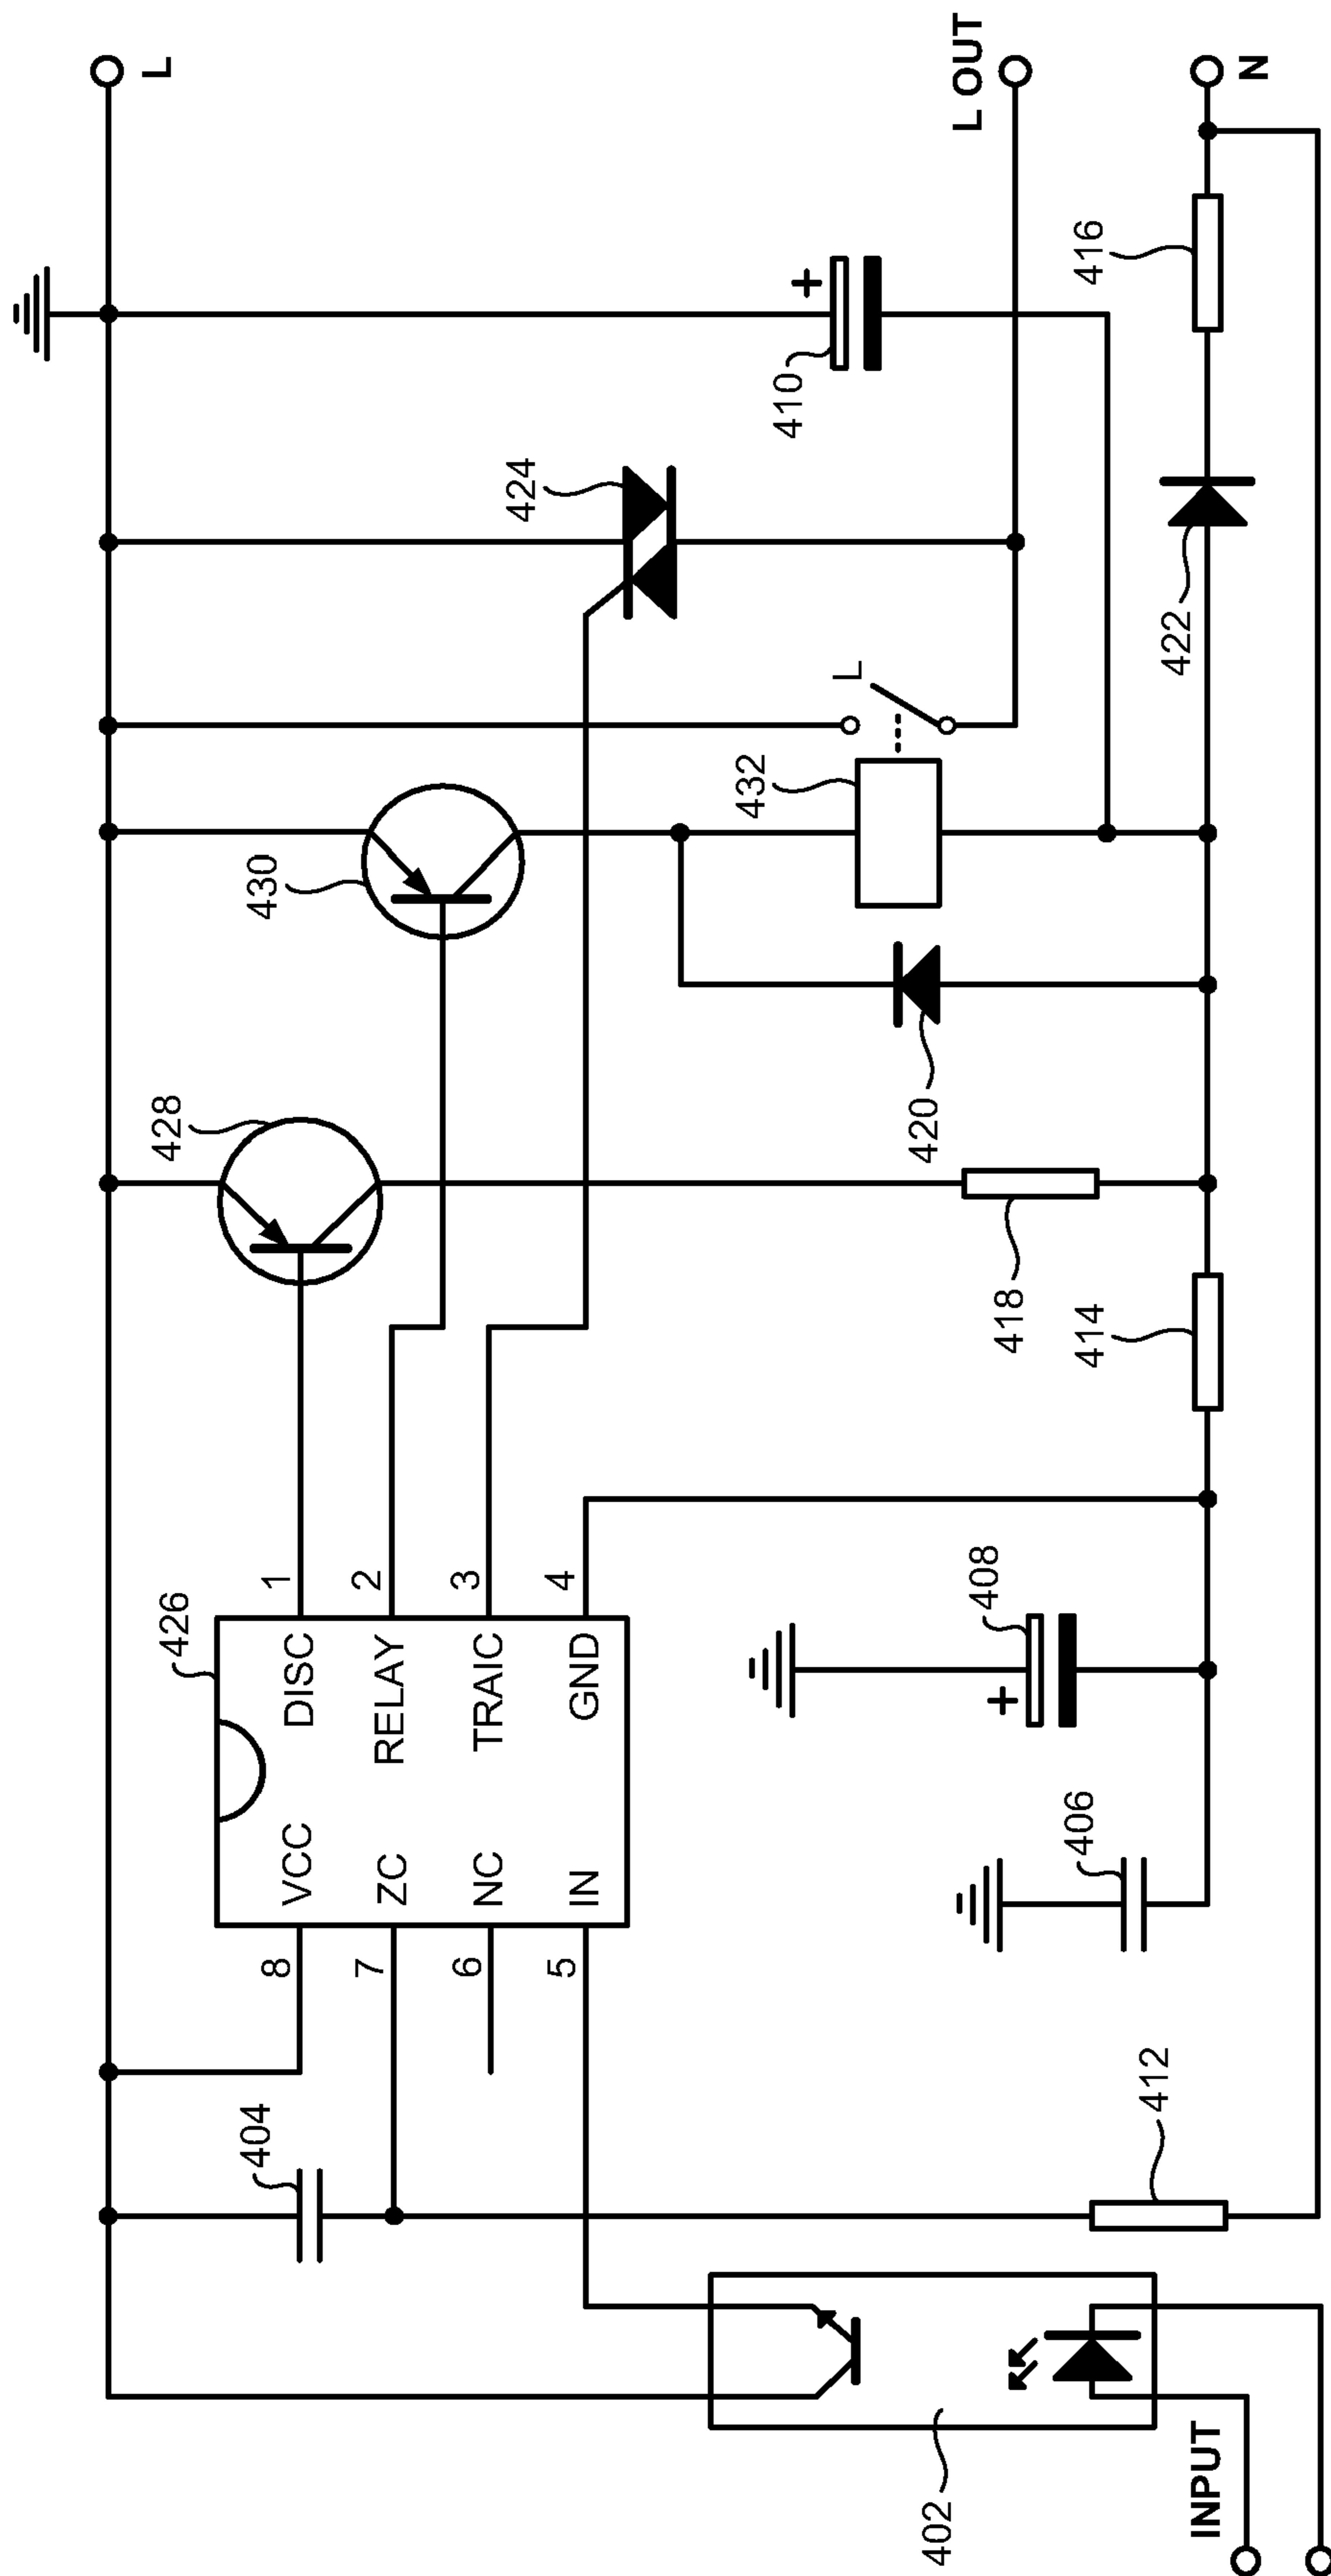 L
L OUT
N
416
410
424
422
L
432
430
420
428
418
414
426
1
2
3
4
DISC
RELAY
TRAIC
GND
408
VCC
ZC
NC
IN
406
8
7
6
5
404
412
402
INPUT
+
+